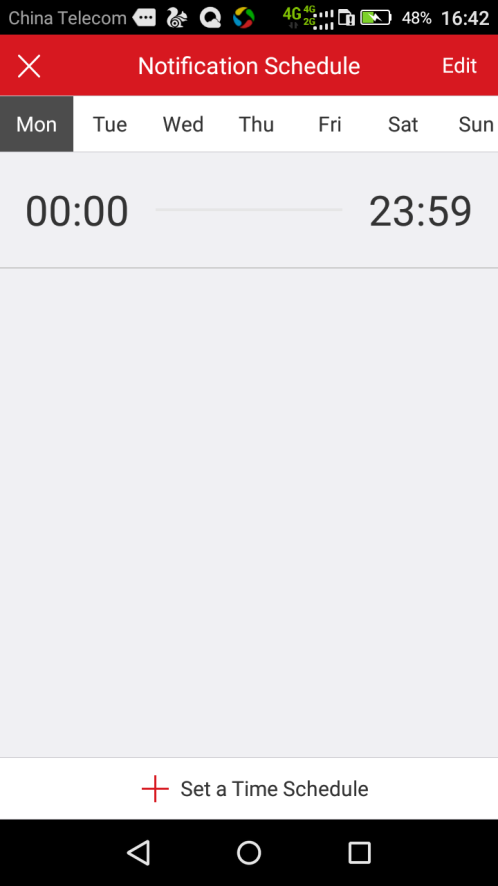 China Telecom 4G 4G 2G 48% 16:42
Notification Schedule Edit
Mon Tue Wed Thu Fri Sat Sun
00:00 23:59
Set a Time Schedule